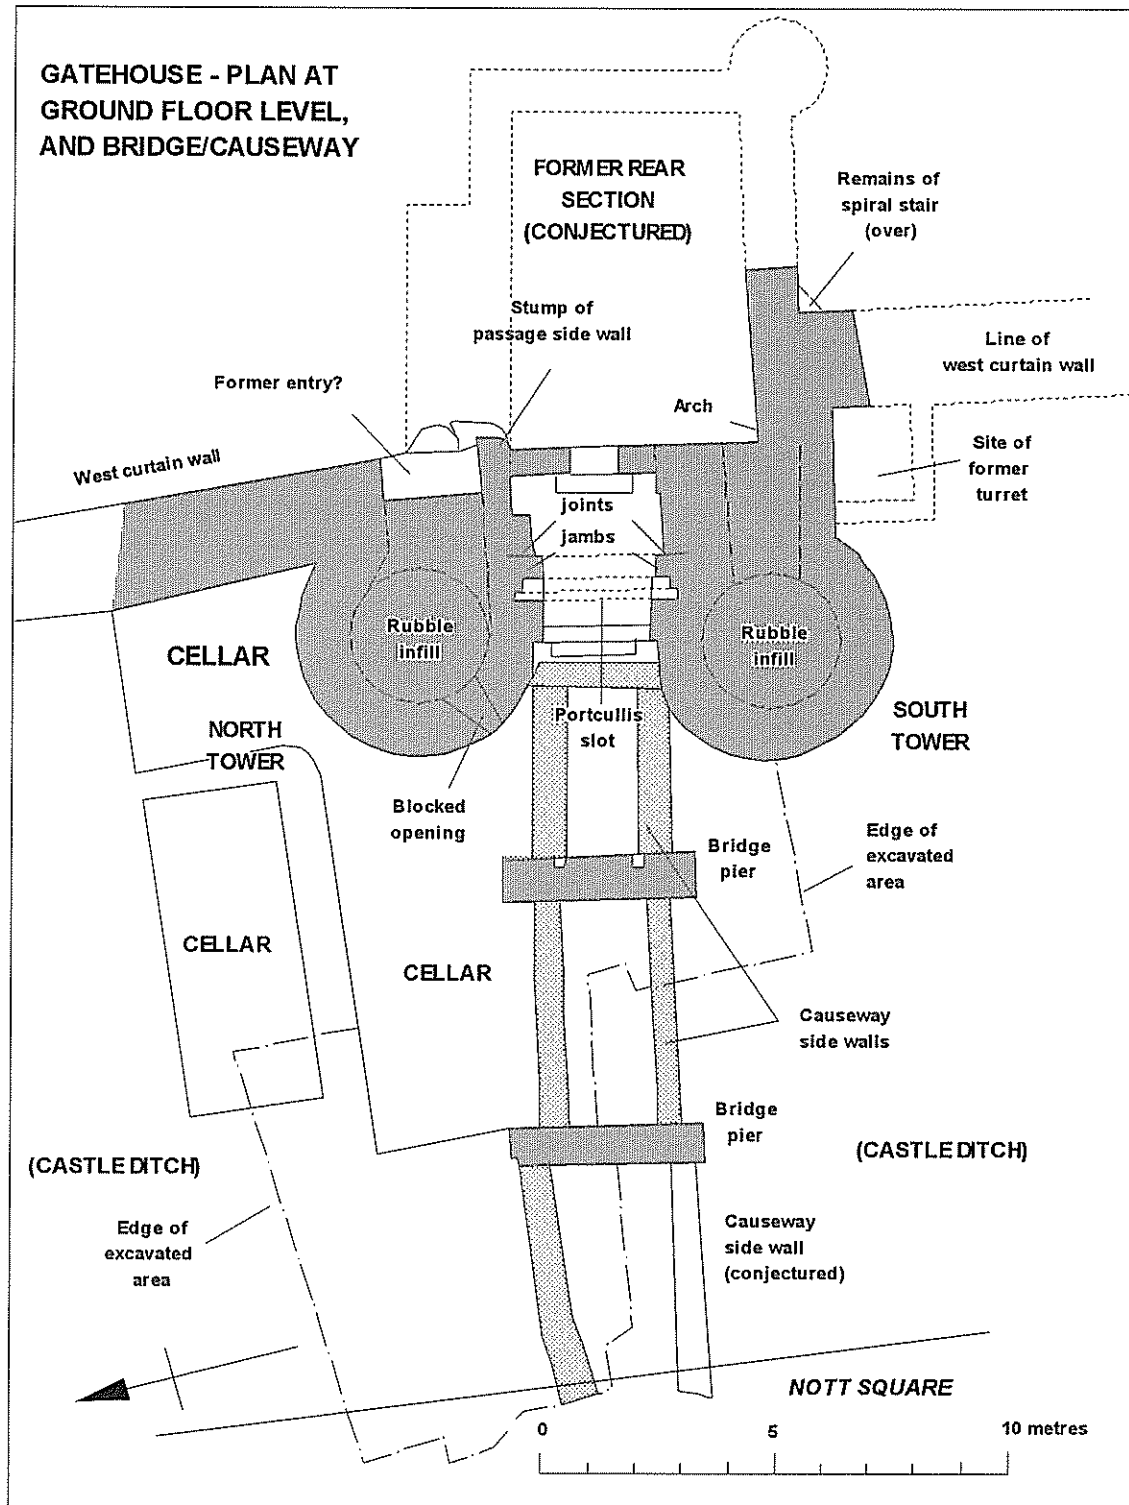 GATEHOUSE - PLAN AT
GROUND FLOOR LEVEL,
AND BRIDGE/CAUSEWAY
FORMER REAR
SECTION
(CONJECTURED)
Remains of
spiral stair
(over)
Stump of
passage side wall
Line of
west curtain wall
Former entry?
Arch
West curtain wall
Site of
former
turret
joints
jambs
Rubble
infill
Rubble
infill
CELLAR
Portcullis
slot
SOUTH
TOWER
NORTH
TOWER
Blocked
opening
Bridge
pier
Edge of
excavated
area
CELLAR
CELLAR
Causeway
side walls
Bridge
pier
(CASTLE DITCH)
(CASTLE DITCH)
Edge of
excavated
area
Causeway
side wall
(conjectured)
NOTT SQUARE
0 5 10 metres